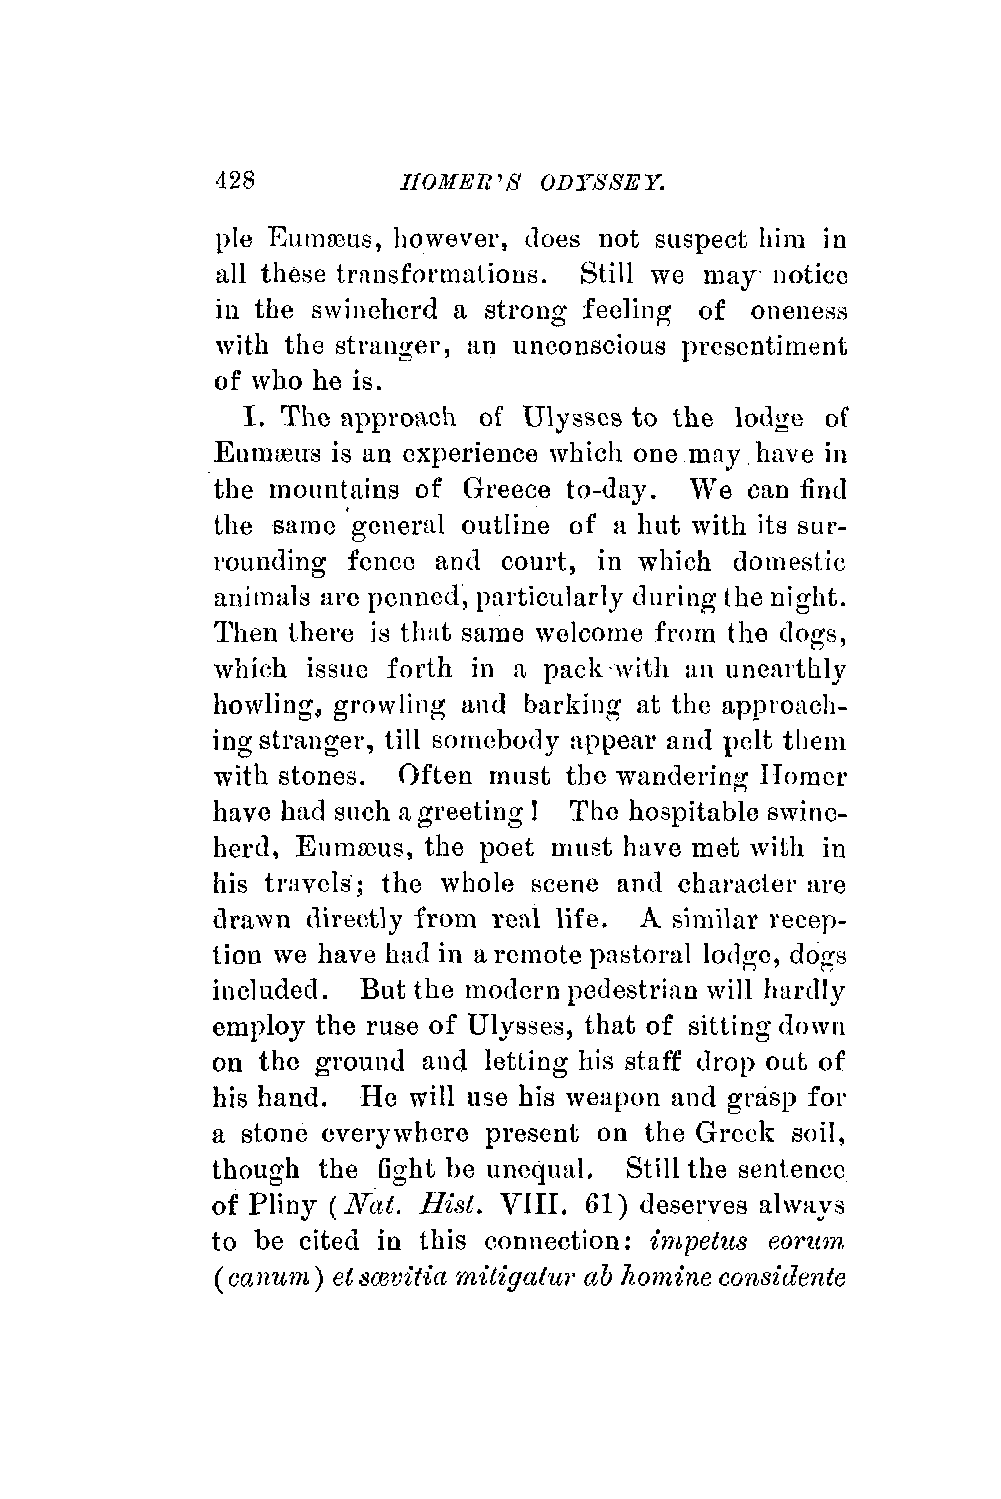 428 HOMER'S ODYSSEY.
ple Eumæus, however, does not suspect him in
all these transformations. Still we may notice
in the swineherd a strong feeling of oneness
with the stranger, an unconscious presentiment
of who he is.
I. The approach of Ulysses to the lodge of
Eumæus is an experience which one may have in
the mountains of Greece to-day. We can find
the same general outline of a hut with its sur-
rounding fence and court, in which domestic
animals are penned, particularly during the night.
Then there is that same welcome from the dogs,
which issue forth in a pack with an unearthly
howling, growling and barking at the approach-
ing stranger, till somebody appear and pelt them
with stones. Often must the wandering Homer
have had such a greeting! The hospitable swine-
herd, Eumæus, the poet must have met with in
his travels; the whole scene and character are
drawn directly from real life. A similar recep-
tion we have had in a remote pastoral lodge, dogs
included. But the modern pedestrian will hardly
employ the ruse of Ulysses, that of sitting down
on the ground and letting his staff drop out of
his hand. He will use his weapon and grasp for
a stone everywhere present on the Greek soil,
though the fight be unequal. Still the sentence
of Pliny (Nat. Hist. VIII. 61) deserves always
to be cited in this connection: impetus eorum
(canum) et sævitia mitigatur ab homine considente